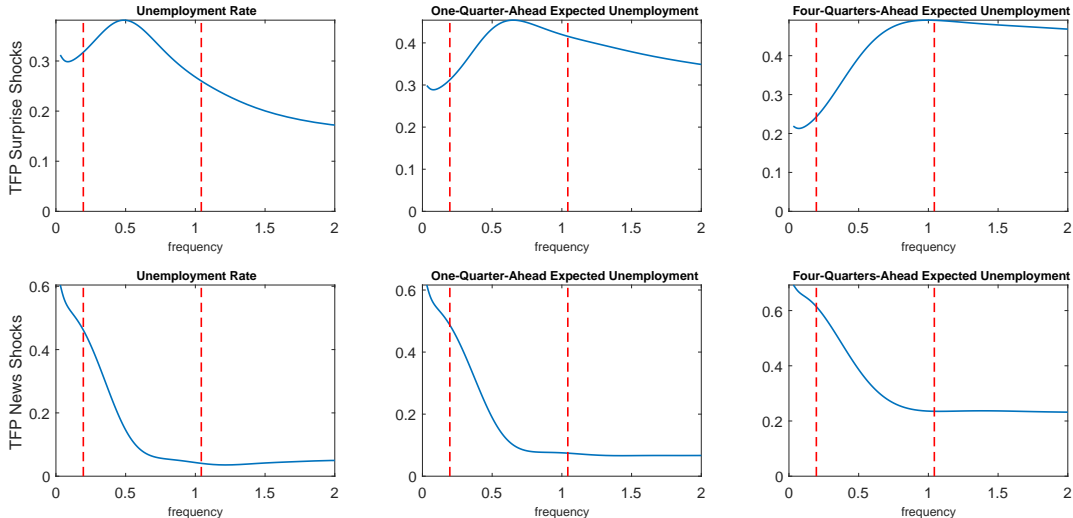 Unemployment Rate
One-Quarter-Ahead Expected Unemployment
Four-Quarters-Ahead Expected Unemployment
TFP Surprise Shocks
0.3
0.2
0.1
0
0 0.5 1 1.5 2
frequency
0.4
0.3
0.2
0.1
0
0 0.5 1 1.5 2
frequency
0.4
0.3
0.2
0.1
0
0 0.5 1 1.5 2
frequency
Unemployment Rate
One-Quarter-Ahead Expected Unemployment
Four-Quarters-Ahead Expected Unemployment
TFP News Shocks
0.6
0.4
0.2
0
0 0.5 1 1.5 2
frequency
0.6
0.4
0.2
0
0 0.5 1 1.5 2
frequency
0.6
0.4
0.2
0
0 0.5 1 1.5 2
frequency